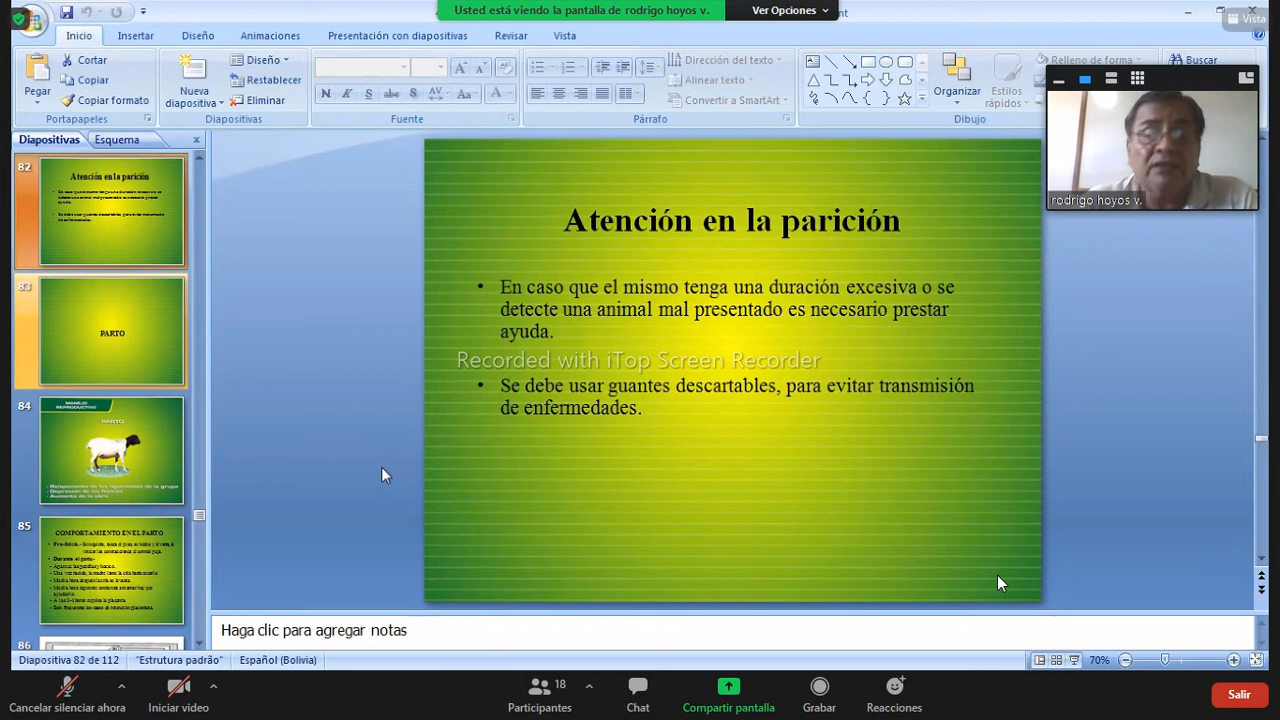 Usted está viendo la pantalla de rodrigo hoyos v.
Ver Opciones
Vista
Inicio
Insertar
Diseño
Animaciones
Presentación con diapositivas
Revisar
Vista
Pegar
Cortar
Copiar
Copiar formato
Portapapeles
Nueva
diapositiva
Diseño
Restablecer
Eliminar
Diapositivas
Fuente
Dirección del texto
Alinear texto
Convertir a SmartArt
Párrafo
Organizar
Estilos
rápidos
Relleno de forma
Dibujo
Buscar
rodrigo hoyos v.
Diapositivas
Esquema
82
Atención en la parición
83
PARTO
84
MANEJO
REPRODUCTIVO
PARTO
85
COMPORTAMIENTO EN EL PARTO
86
Atención en la parición
• En caso que el mismo tenga una duración excesiva o se
detecte una animal mal presentado es necesario prestar
ayuda.
Recorded with iTop Screen Recorder
• Se debe usar guantes descartables, para evitar transmisión
de enfermedades.
Haga clic para agregar notas
Diapositiva 82 de 112
"Estructura padrão"
Español (Bolivia)
70%
Cancelar silenciar ahora
Iniciar video
Participantes
18
Chat
Compartir pantalla
Grabar
Reacciones
Salir